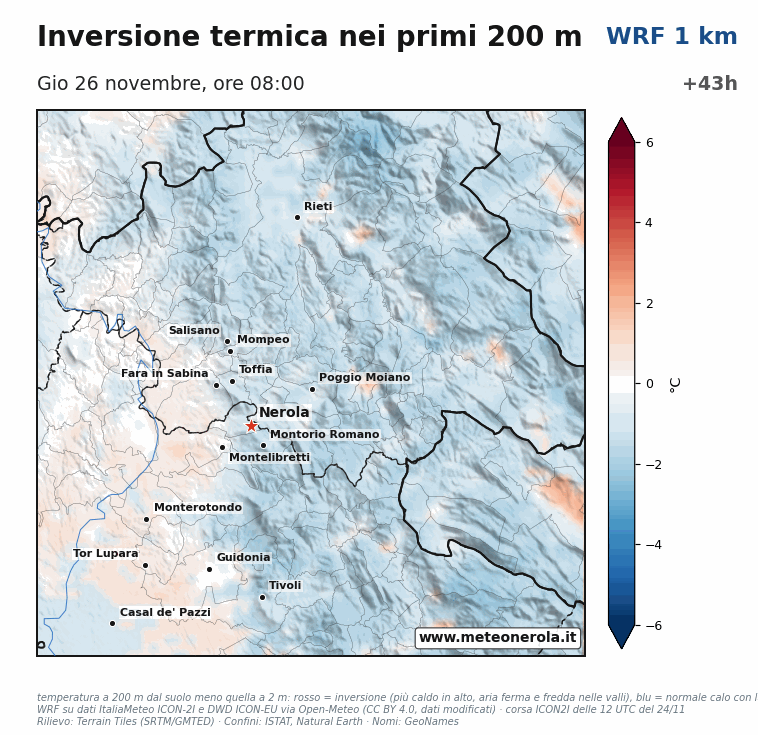 Inversione termica nei primi 200 m WRF 1 km
Gio 26 novembre, ore 08:00 +43h
Rieti
Salisano
Mompeo
Fara in Sabina
Toffia
Poggio Moiano
Nerola
Montorio Romano
Montelibretti
Monterotondo
Tor Lupara
Guidonia
Tivoli
Casal de' Pazzi
www.meteonerola.it
6
4
2
0
−2
−4
−6
°C
temperatura a 200 m dal suolo meno quella a 2 m: rosso = inversione (più caldo in alto, aria ferma e fredda nelle valli), blu = normale calo con l
WRF su dati ItaliaMeteo ICON-2I e DWD ICON-EU via Open-Meteo (CC BY 4.0, dati modificati) · corsa ICON2I delle 12 UTC del 24/11
Rilievo: Terrain Tiles (SRTM/GMTED) · Confini: ISTAT, Natural Earth · Nomi: GeoNames